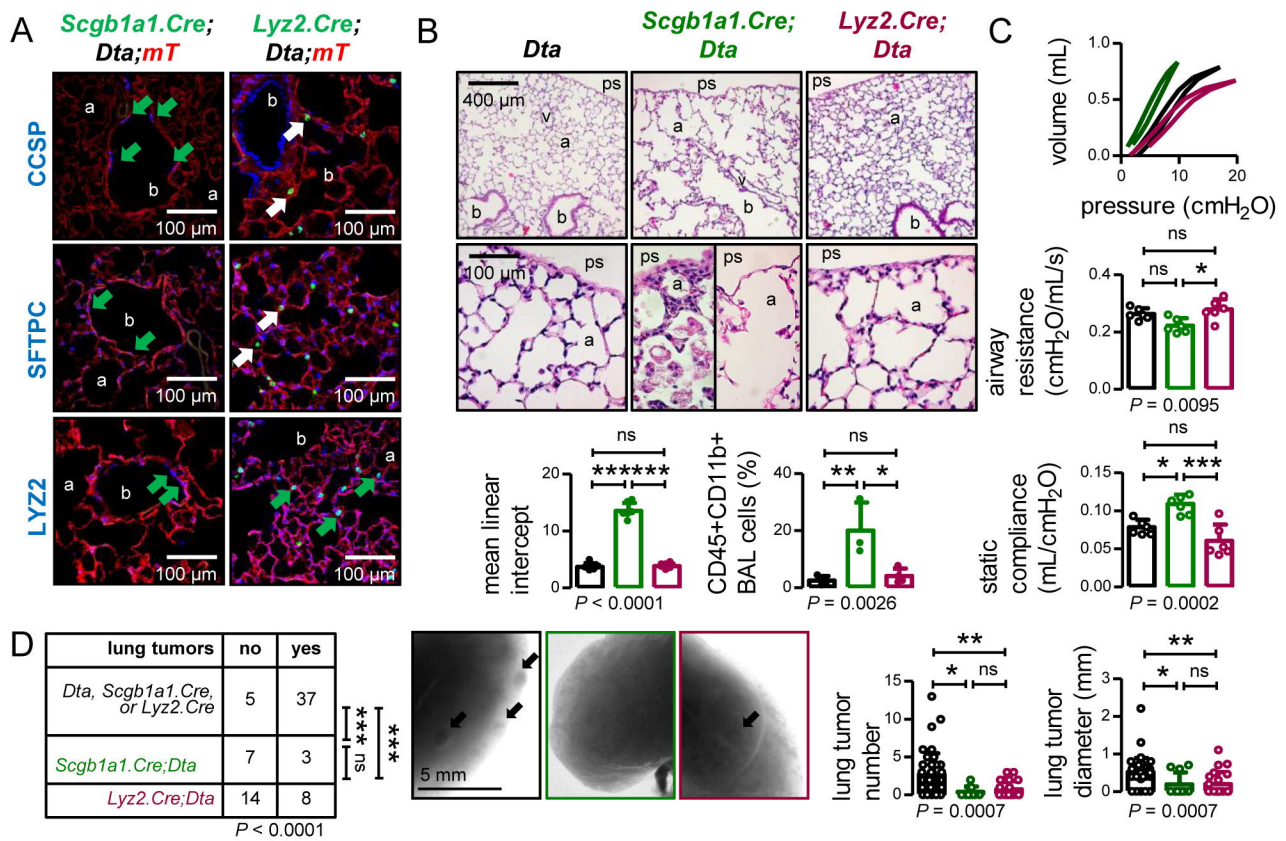 A
Scgb1a1.Cre;
Dta;mT
Lyz2.Cre;
Dta;mT
CCSP
a
b
a
100 µm
b
b
100 µm
SFTPC
b
a
100 µm
100 µm
LYZ2
a
b
100 µm
b
a
100 µm
B
Dta
Scgb1a1.Cre;
Dta
Lyz2.Cre;
Dta
400 µm
ps
v
a
b
b
ps
a
v
b
ps
a
b
100 µm
ps
a
ps
a
a
ps
a
mean linear
intercept
20
10
0
ns
*** ***
P < 0.0001
CD45+CD11b+
BAL cells (%)
40
20
0
ns
** *
P = 0.0026
C
volume (mL)
1.0
0.5
0.0
0 10 20
pressure (cmH2O)
airway
resistance
(cmH2O/mL/s)
0.4
0.2
0.0
ns
ns *
P = 0.0095
static
compliance
(mL/cmH2O)
0.15
0.10
0.05
0.00
ns
* ***
P = 0.0002
D
lung tumors no yes
Dta, Scgb1a1.Cre,
or Lyz2.Cre 5 37
Scgb1a1.Cre;Dta 7 3
Lyz2.Cre;Dta 14 8
*** ns
***
P < 0.0001
5 mm
lung tumor
number
15
10
5
0
**
* ns
P = 0.0007
lung tumor
diameter (mm)
3
2
1
0
**
* ns
P = 0.0007